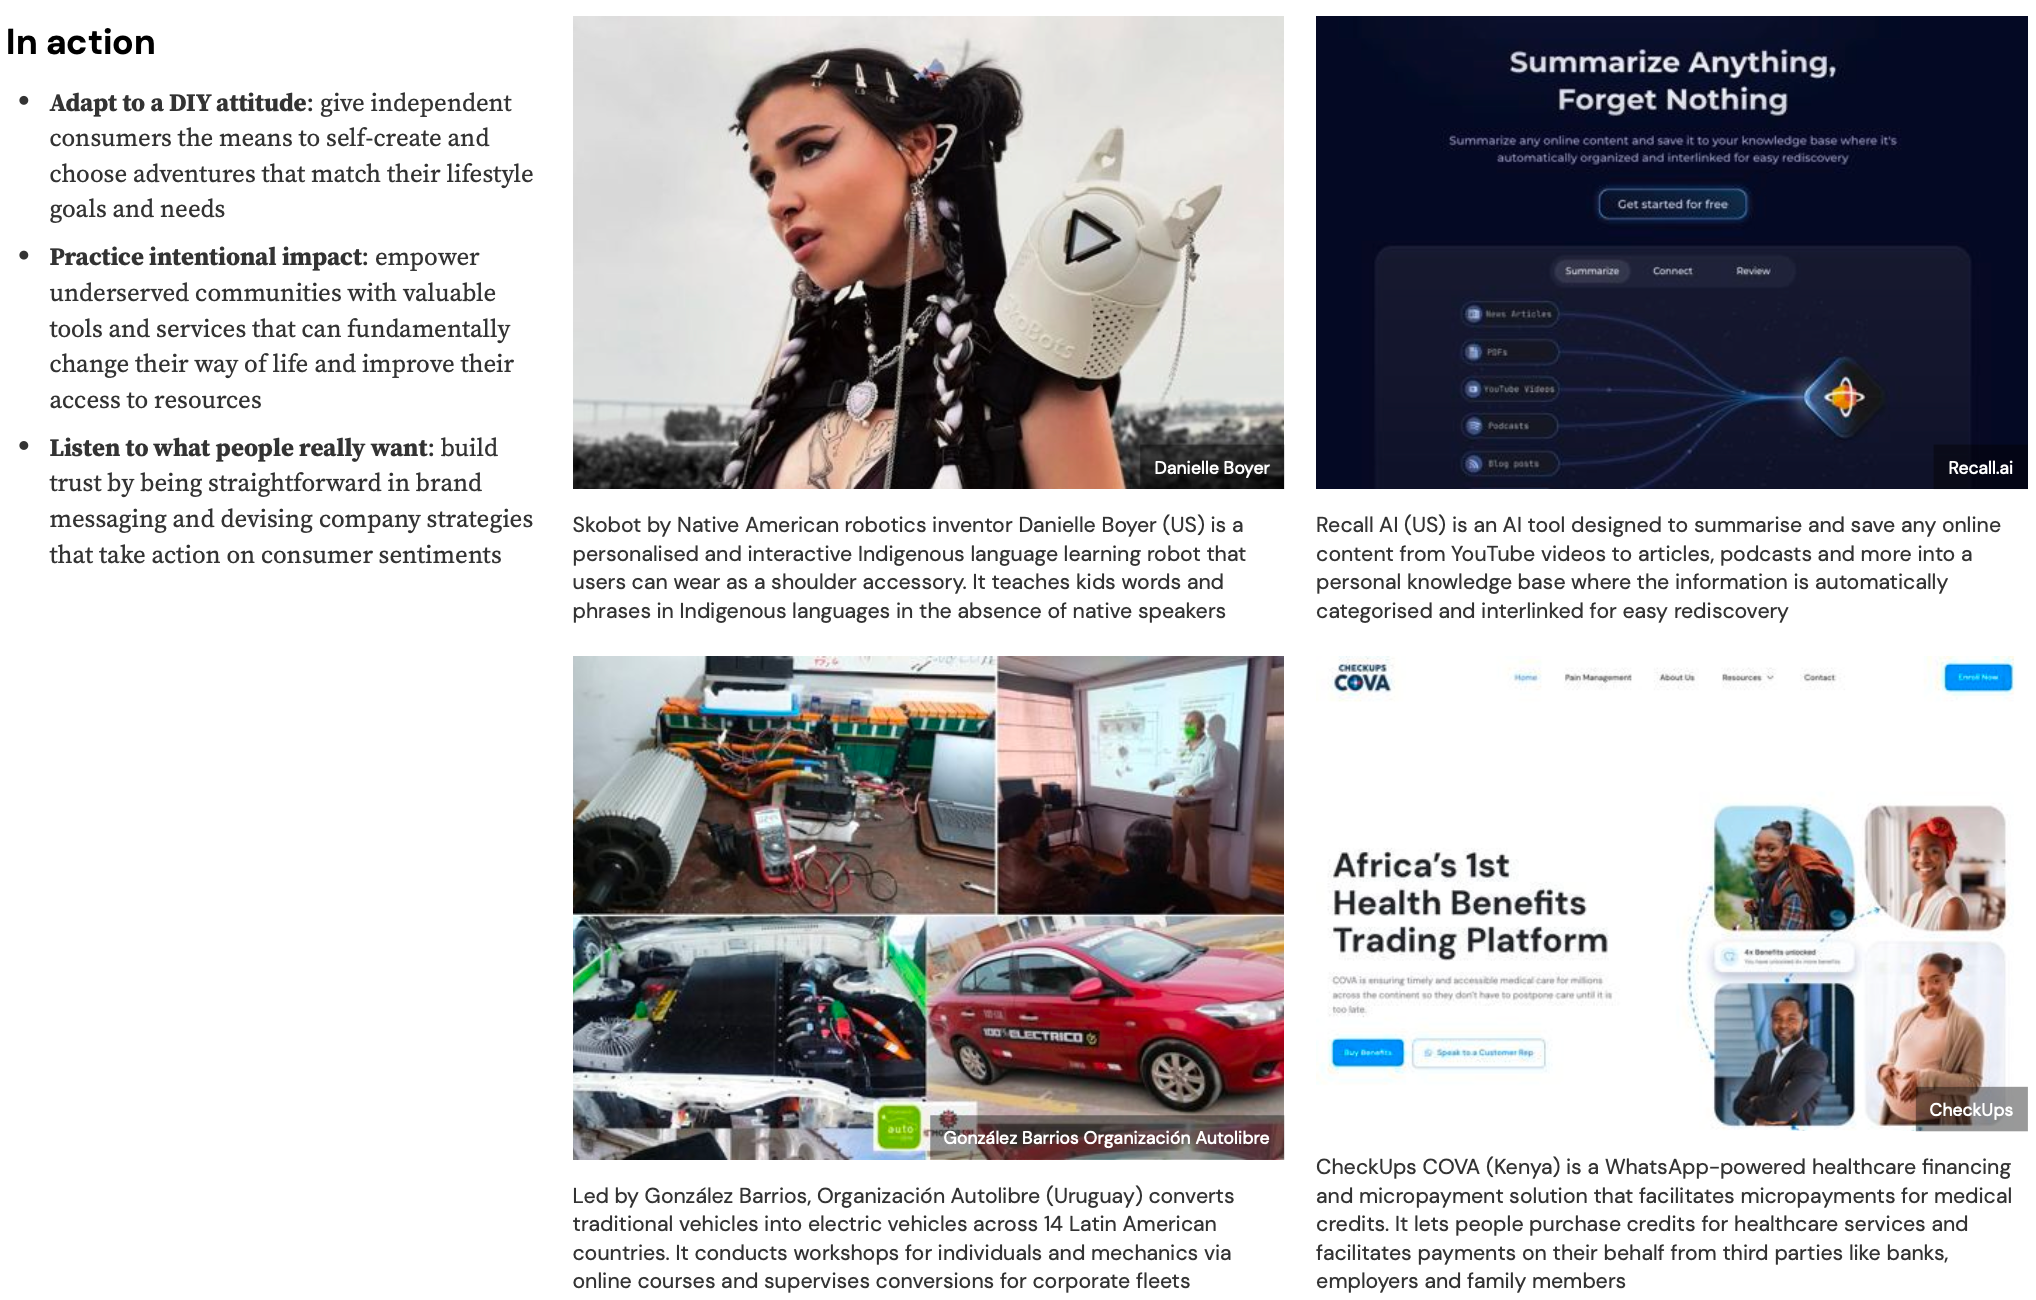 In action
• Adapt to a DIY attitude: give independent
consumers the means to self-create and
choose adventures that match their lifestyle
goals and needs
• Practice intentional impact: empower
underserved communities with valuable
tools and services that can fundamentally
change their way of life and improve their
access to resources
• Listen to what people really want: build
trust by being straightforward in brand
messaging and devising company strategies
that take action on consumer sentiments
SkoBots
Danielle Boyer
Skobot by Native American robotics inventor Danielle Boyer (US) is a
personalised and interactive Indigenous language learning robot that
users can wear as a shoulder accessory. It teaches kids words and
phrases in Indigenous languages in the absence of native speakers
Summarize Anything,
Forget Nothing
Summarize any online content and save it to your knowledge base where it's
automatically organized and interlinked for easy rediscovery
Get started for free
Summarize
Connect
Review
News Articles
PDFs
YouTube Videos
Podcasts
Blog posts
Recall.ai
Recall AI (US) is an AI tool designed to summarise and save any online
content from YouTube videos to articles, podcasts and more into a
personal knowledge base where the information is automatically
categorised and interlinked for easy rediscovery
100% ELECTRICO
auto
González Barrios Organización Autolibre
Led by González Barrios, Organización Autolibre (Uruguay) converts
traditional vehicles into electric vehicles across 14 Latin American
countries. It conducts workshops for individuals and mechanics via
online courses and supervises conversions for corporate fleets
CHECKUPS
COVA
Home
Pain Management
About Us
Resources
Contact
Enroll Now
Africa's 1st
Health Benefits
Trading Platform
COVA is ensuring timely and accessible medical care for millions
across the continent so they don't have to postpone care until it is
too late.
Buy Benefits
Speak to a Customer Rep
4x Benefits unlocked
You have unlocked 4x more benefits
CheckUps
CheckUps COVA (Kenya) is a WhatsApp-powered healthcare financing
and micropayment solution that facilitates micropayments for medical
credits. It lets people purchase credits for healthcare services and
facilitates payments on their behalf from third parties like banks,
employers and family members